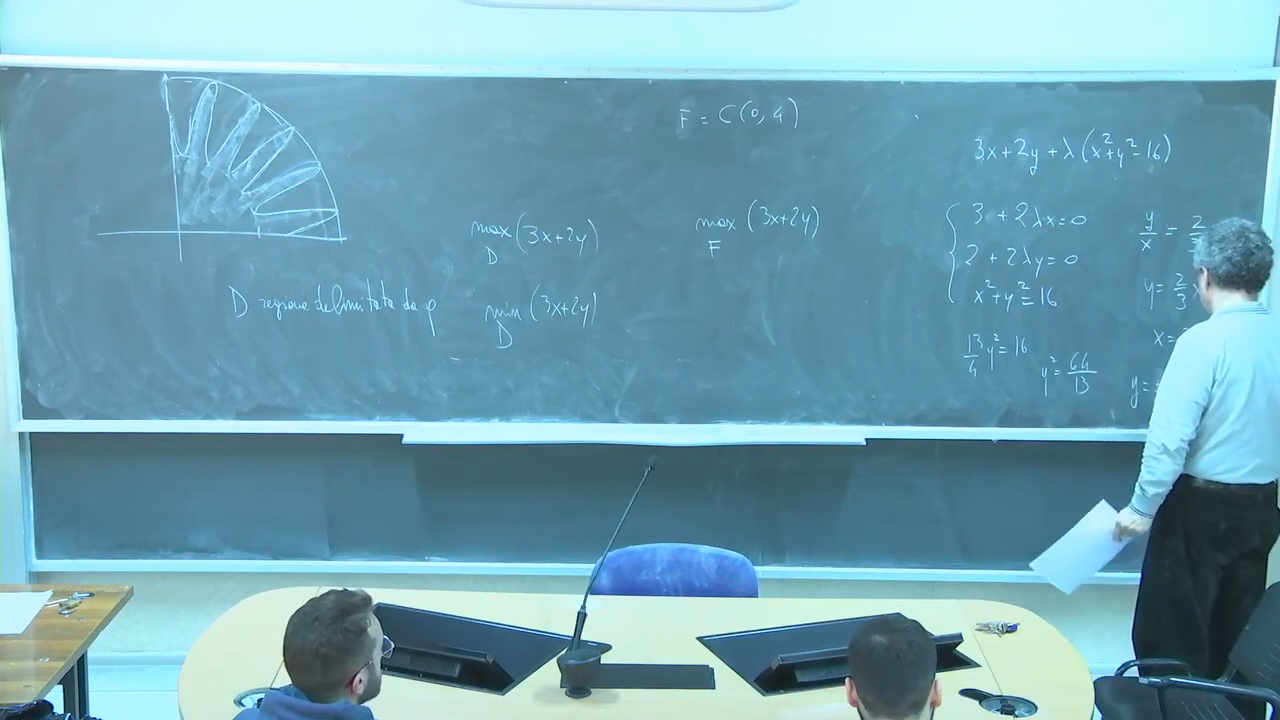 F = C(0,4)
3x+2y+λ(x²+y²-16)
max (3x+2y)
D
max (3x+2y)
F
3 + 2λx=0
2 + 2λy=0
x²+y²=16
y/x = 2
y= 2/3
x=
D regione delimitata da φ
min (3x+2y)
D
13/4 y²=16
y²= 64/13
y=